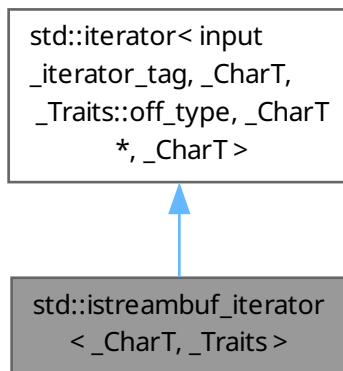 std::iterator< input
_iterator_tag, _CharT,
_Traits::off_type, _CharT
*, _CharT >
std::istreambuf_iterator
< _CharT, _Traits >